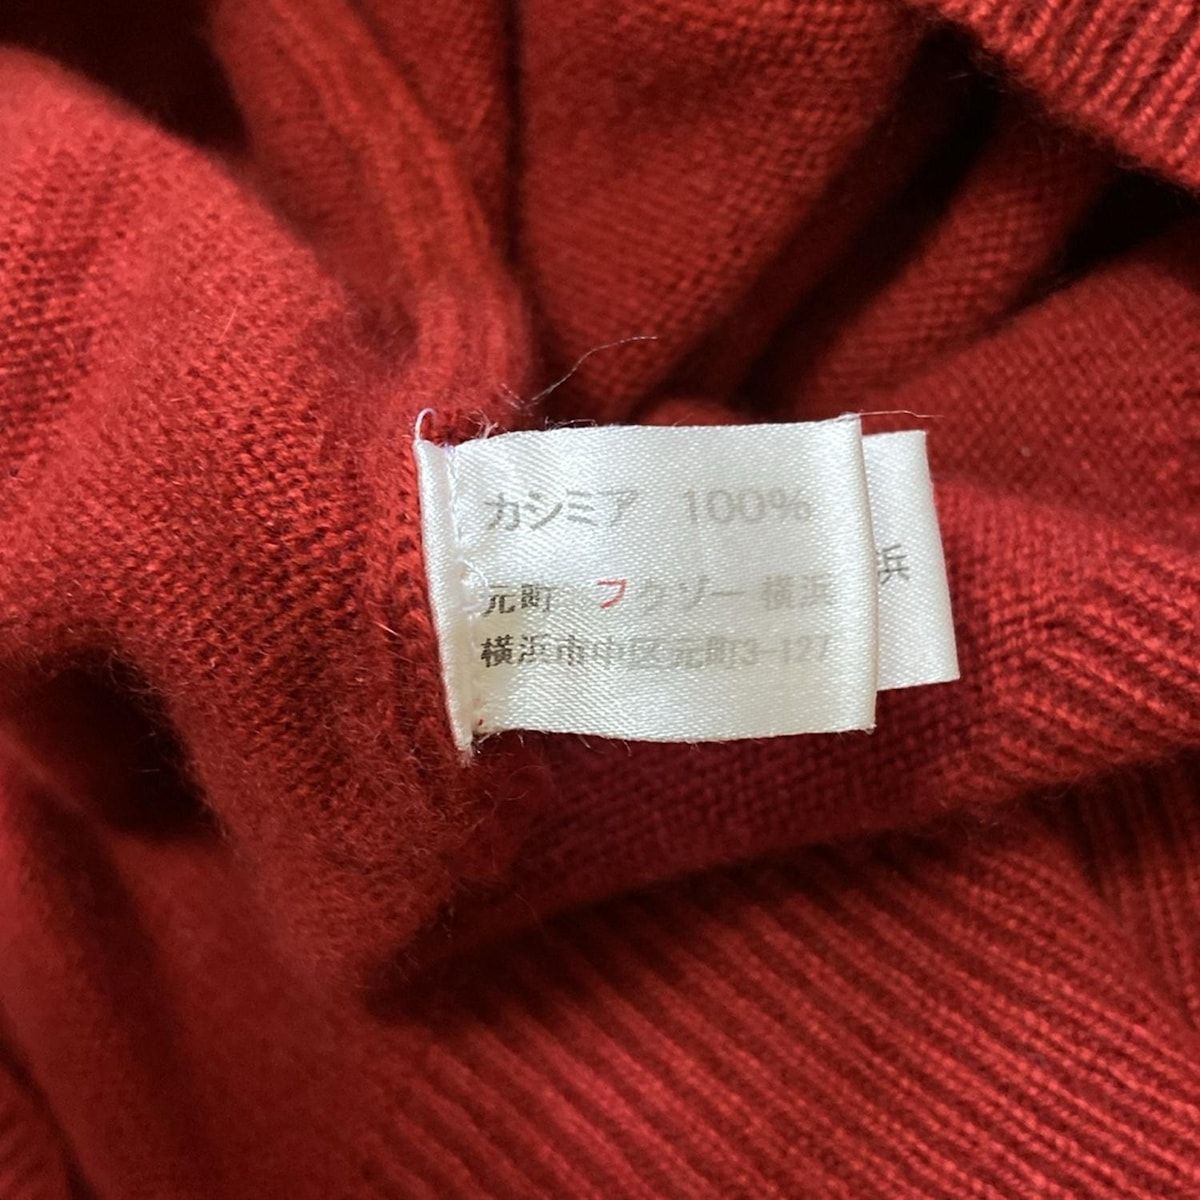 カシミア 100%
元町 フクゾー 横浜
横浜市中区元町3-127
浜